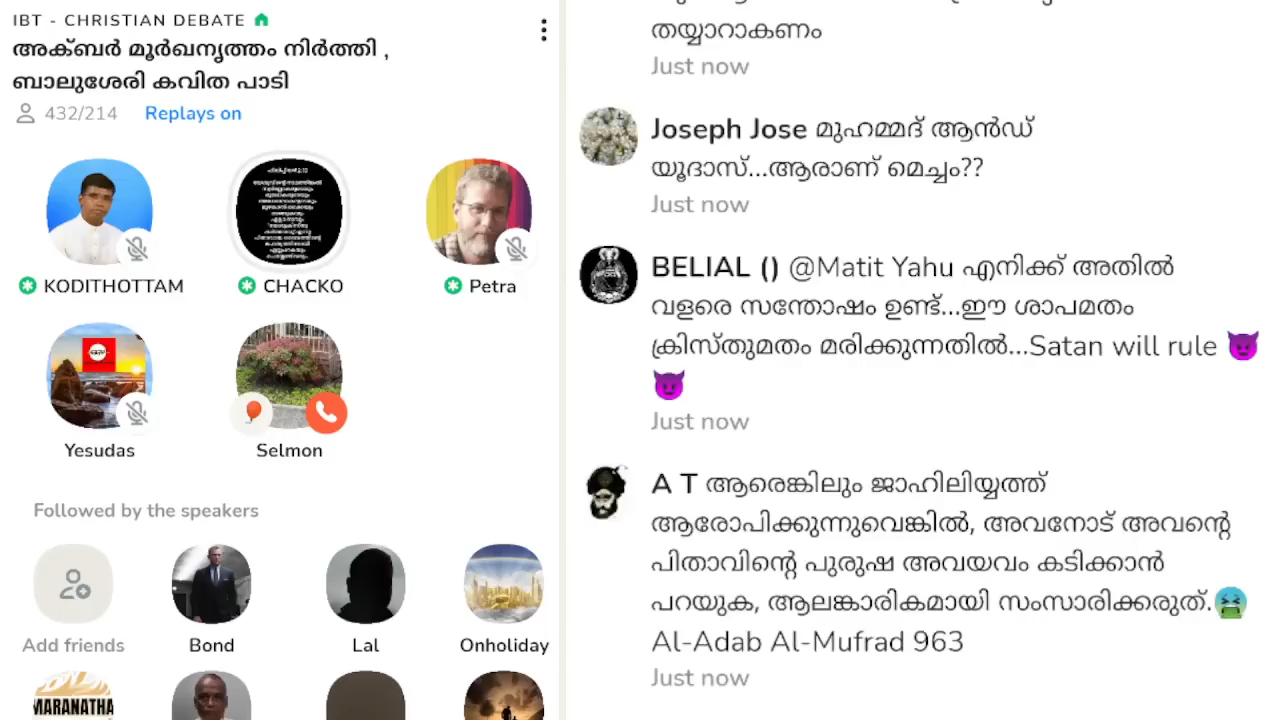 IBT - CHRISTIAN DEBATE
അക്ബർ മൂർഖനൃത്തം നിർത്തി ,
ബാലുശേരി കവിത പാടി
432/214 Replays on
KODITHOTTAM
CHACKO
Petra
Yesudas
Selmon
Followed by the speakers
Add friends
Bond
Lal
Onholiday
MARANATHA
തയ്യാറാകണം
Just now
Joseph Jose മുഹമ്മദ് ആൻഡ്
യൂദാസ്...ആരാണ് മെച്ചം??
Just now
BELIAL () @Matit Yahu എനിക്ക് അതിൽ
വളരെ സന്തോഷം ഉണ്ട്...ഈ ശാപമതം
ക്രിസ്തുമതം മരിക്കുന്നതിൽ...Satan will rule 😈
😈
Just now
A T ആരെങ്കിലും ജാഹിലിയ്യത്ത്
ആരോപിക്കുന്നുവെങ്കിൽ, അവനോട് അവന്റെ
പിതാവിന്റെ പുരുഷ അവയവം കടിക്കാൻ
പറയുക, ആലങ്കാരികമായി സംസാരിക്കരുത്.🤮
Al-Adab Al-Mufrad 963
Just now